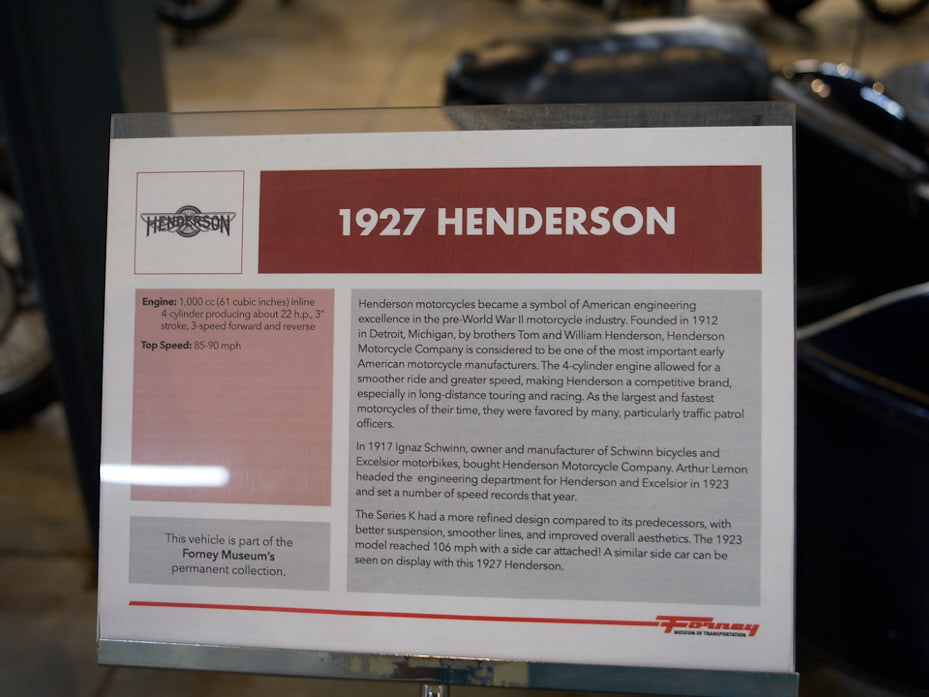 HENDERSON
1927 HENDERSON
Engine: 1,000 cc (61 cubic inches) inline
4-cylinder producing about 22 h.p., 3"
stroke, 3-speed forward and reverse
Top Speed: 85-90 mph
This vehicle is part of the
Forney Museum's
permanent collection.
Henderson motorcycles became a symbol of American engineering
excellence in the pre-World War II motorcycle industry. Founded in 1912
in Detroit, Michigan, by brothers Tom and William Henderson, Henderson
Motorcycle Company is considered to be one of the most important early
American motorcycle manufacturers. The 4-cylinder engine allowed for a
smoother ride and greater speed, making Henderson a competitive brand,
especially in long-distance touring and racing. As the largest and fastest
motorcycles of their time, they were favored by many, particularly traffic patrol
officers.
In 1917 Ignaz Schwinn, owner and manufacturer of Schwinn bicycles and
Excelsior motorbikes, bought Henderson Motorcycle Company. Arthur Lemon
headed the engineering department for Henderson and Excelsior in 1923
and set a number of speed records that year.
The Series K had a more refined design compared to its predecessors, with
better suspension, smoother lines, and improved overall aesthetics. The 1923
model reached 106 mph with a side car attached! A similar side car can be
seen on display with this 1927 Henderson.
Forney
MUSEUM OF TRANSPORTATION